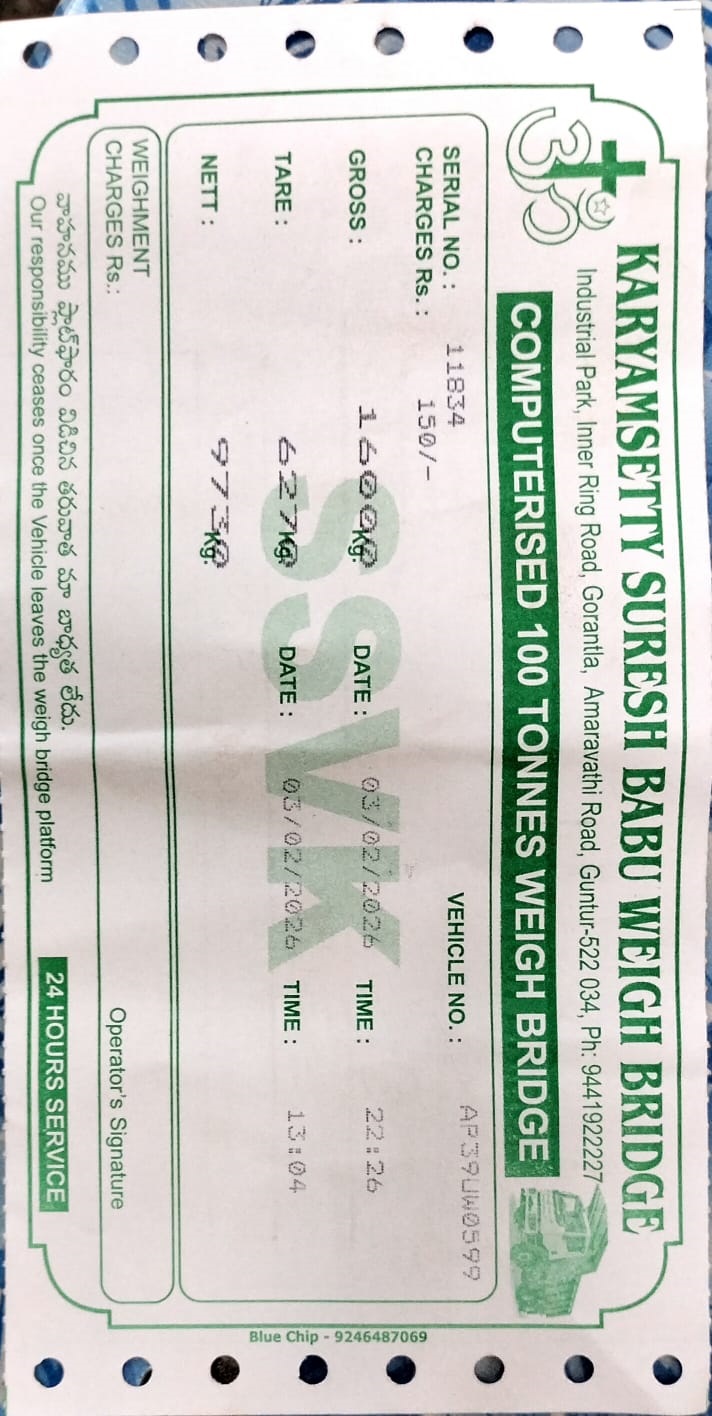 KARYAMSETTY SURESH BABU WEIGH BRIDGE
Industrial Park, Inner Ring Road, Gorantla, Amaravathi Road, Guntur-522 034, Ph: 9441922227
COMPUTERISED 100 TONNES WEIGH BRIDGE
SERIAL NO. : 11834 VEHICLE NO. : AP39UW0599
CHARGES Rs. : 150/-
GROSS : 16000 Kg. DATE : 03/02/2026 TIME : 22:26
TARE : 6270 Kg. DATE : 03/02/2026 TIME : 13:04
NETT : 9730 Kg.
SSVK
WEIGHMENT
CHARGES Rs.:
Operator's Signature
వాహనము ప్లాట్‌ఫారం విడిచిన తరువాత మా బాధ్యత లేదు.
Our responsibility ceases once the Vehicle leaves the weigh bridge platform
24 HOURS SERVICE
Blue Chip - 9246487069